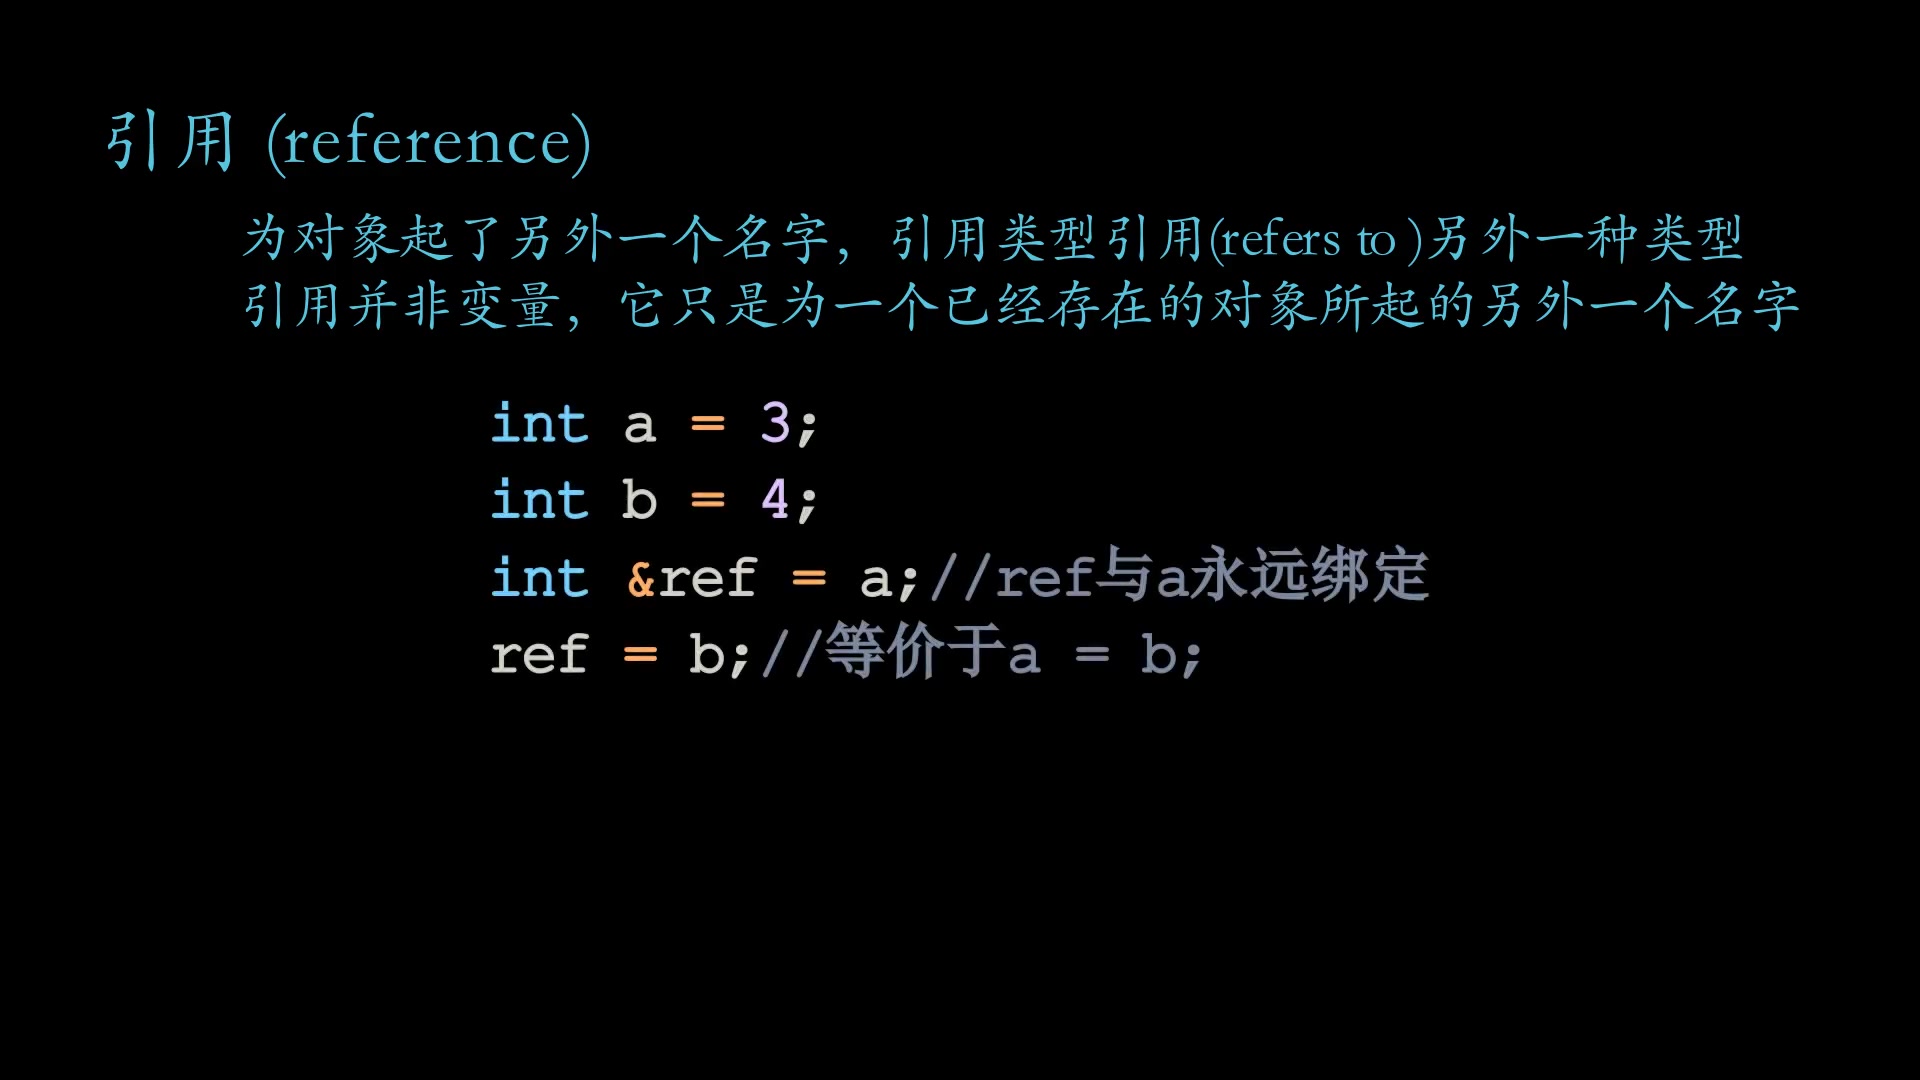 引用 (reference)
为对象起了另外一个名字，引用类型引用(refers to )另外一种类型
引用并非变量，它只是为一个已经存在的对象所起的另外一个名字
int a = 3;
int b = 4;
int &ref = a;//ref与a永远绑定
ref = b;//等价于a = b;